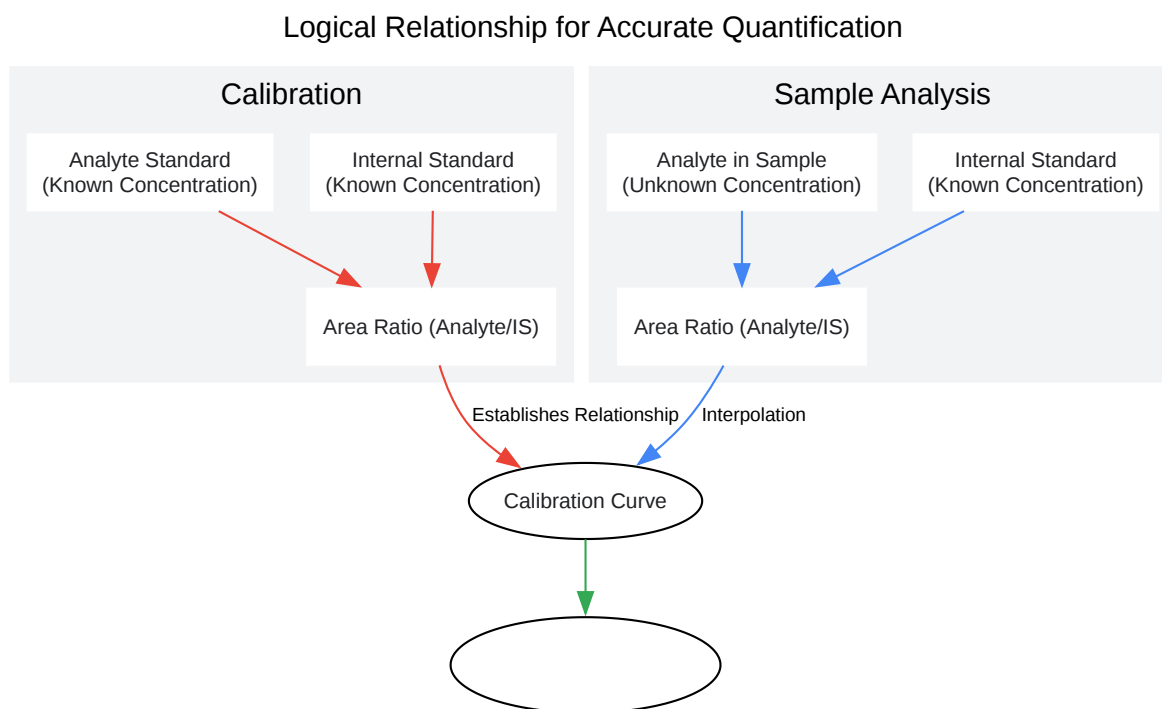 Logical Relationship for Accurate Quantification
Calibration
Analyte Standard
(Known Concentration)
Internal Standard
(Known Concentration)
Area Ratio (Analyte/IS)
Sample Analysis
Analyte in Sample
(Unknown Concentration)
Internal Standard
(Known Concentration)
Area Ratio (Analyte/IS)
Establishes Relationship
Interpolation
Calibration Curve